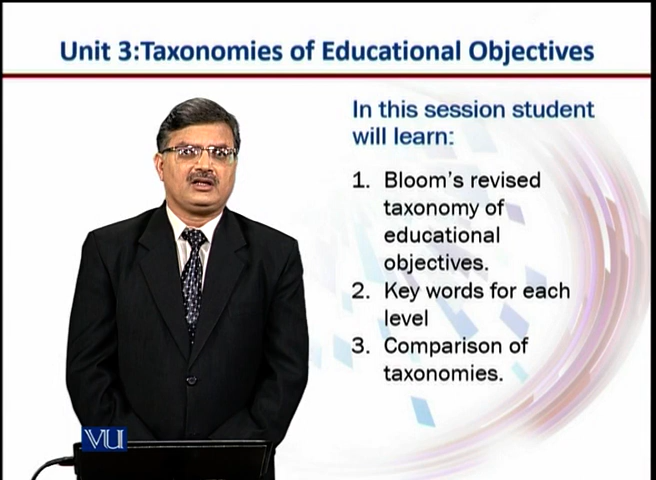 Unit 3:Taxonomies of Educational Objectives
In this session student
will learn:
1. Bloom's revised
taxonomy of
educational
objectives.
2. Key words for each
level
3. Comparison of
taxonomies.
VU